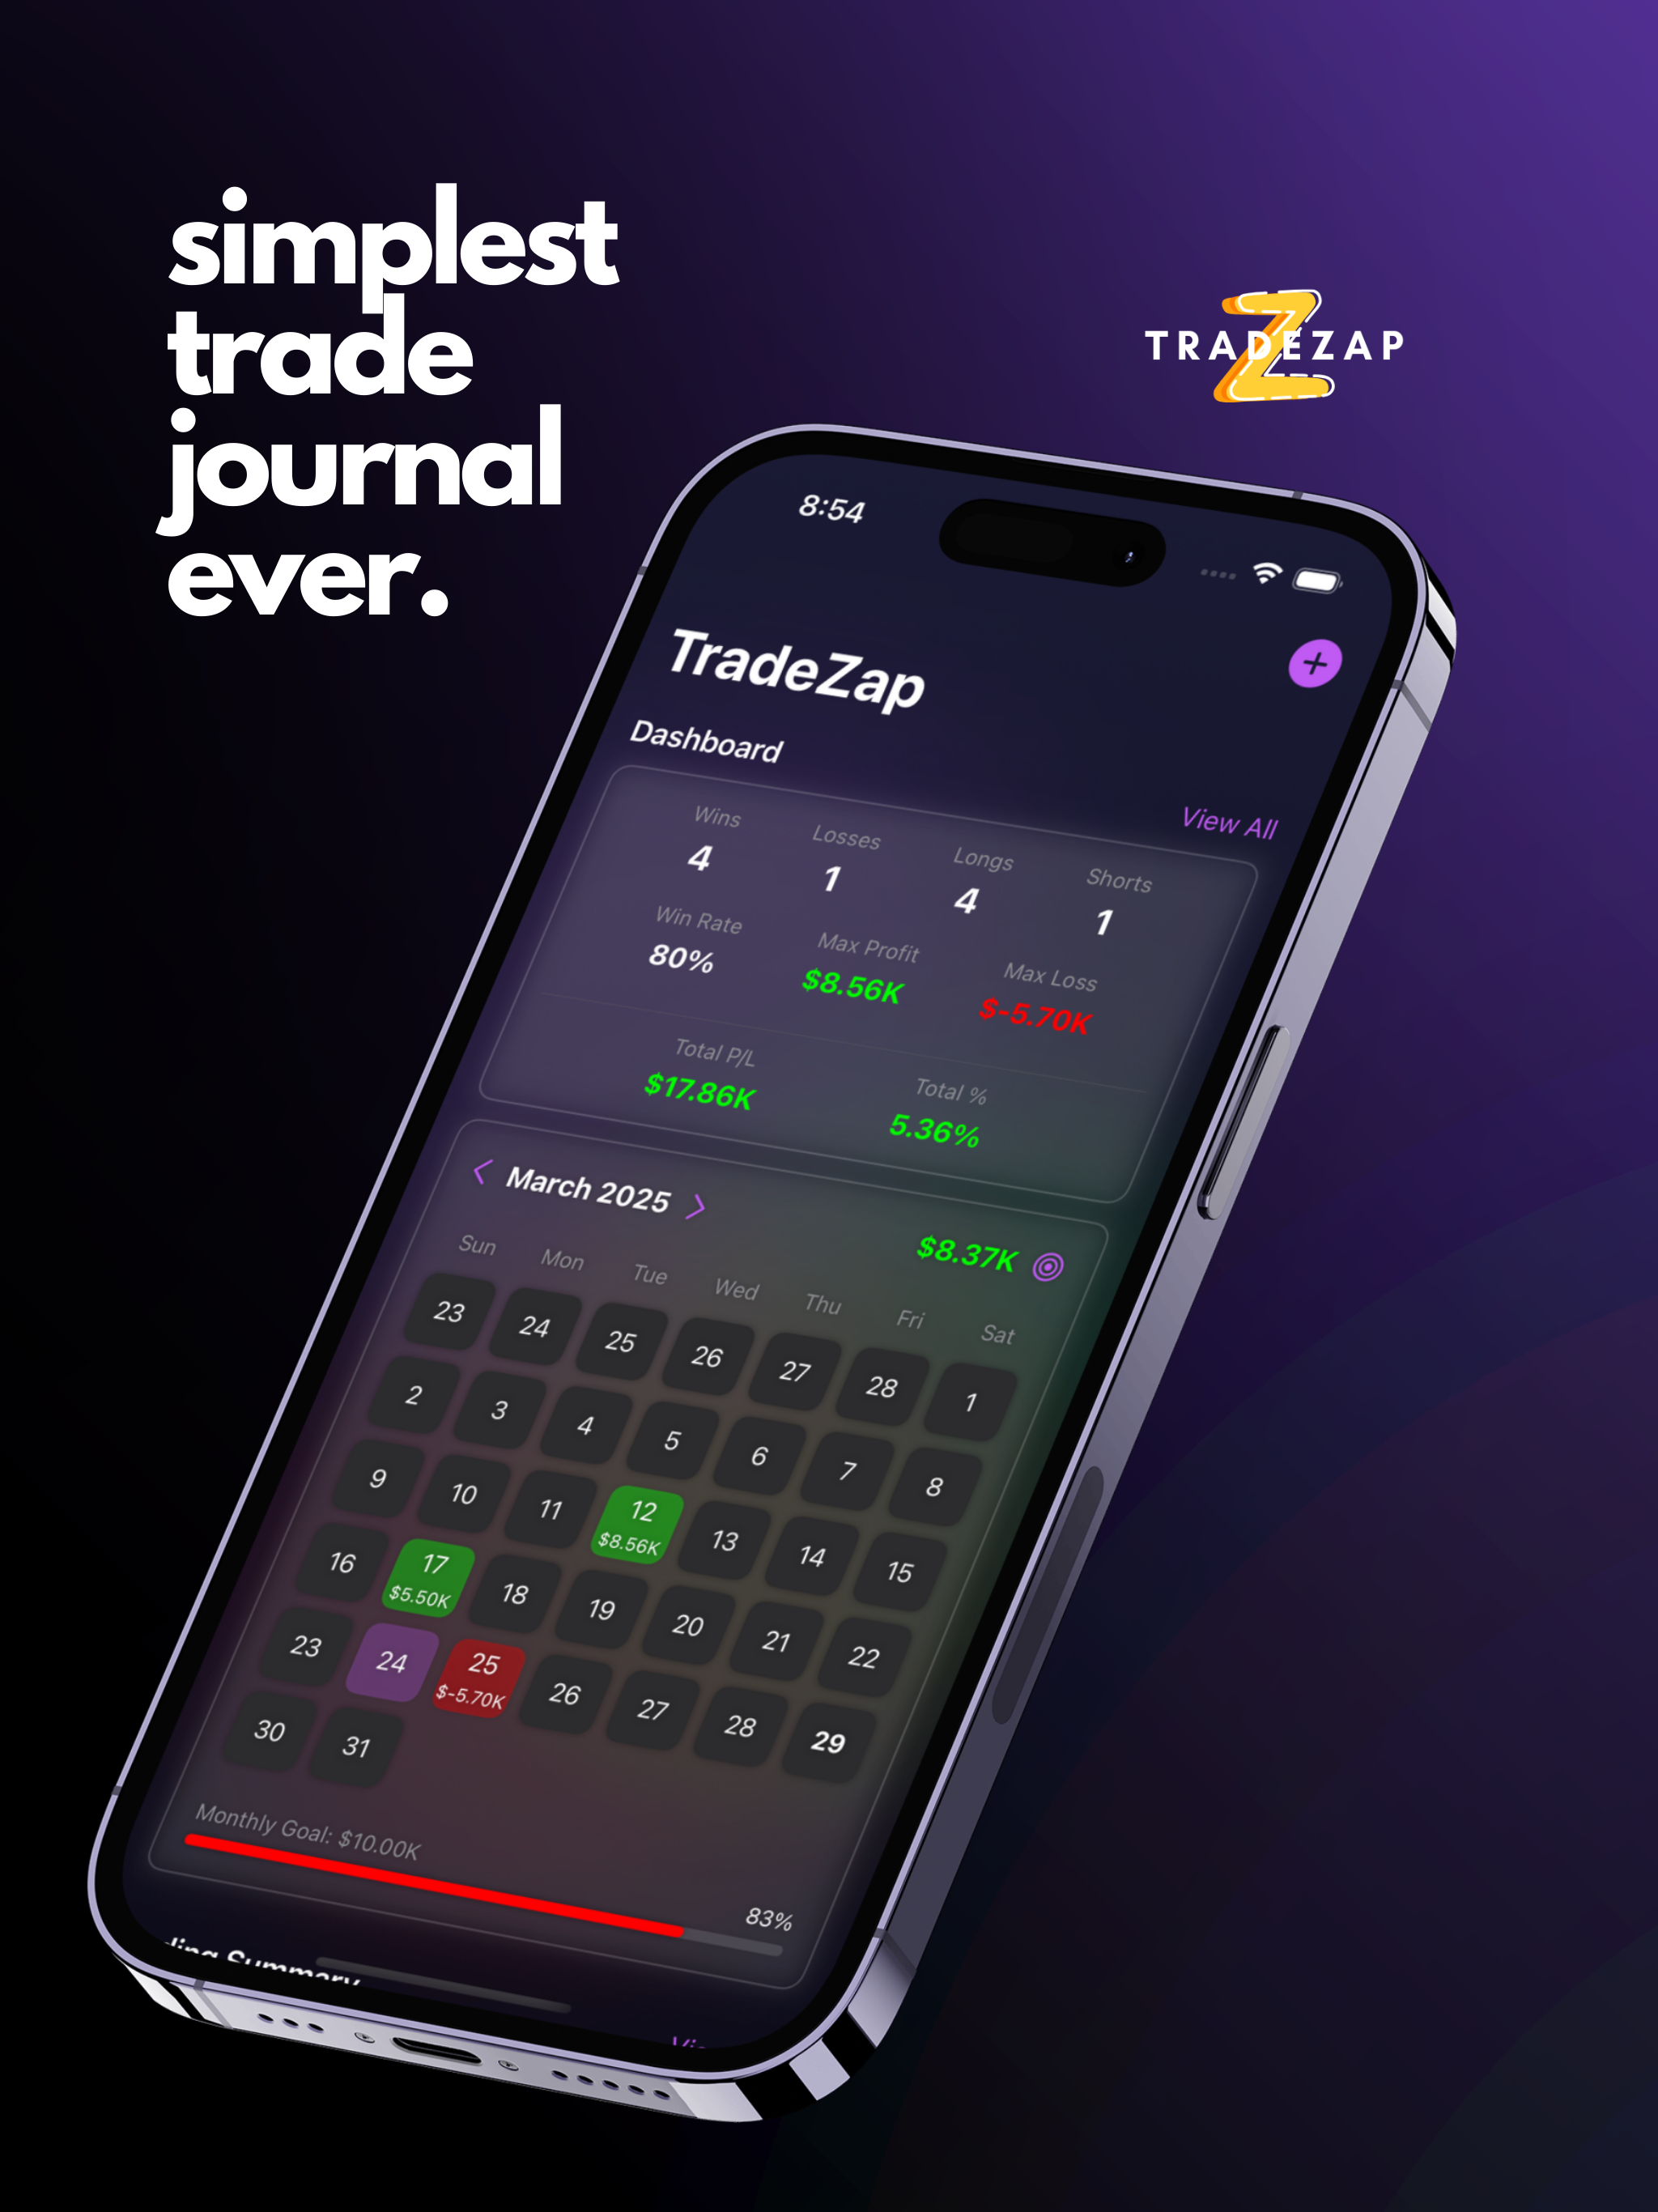 simplest
trade
journal
ever.
TRADEZAP
8:54
TradeZap
+
Dashboard
View All
Wins Losses Longs Shorts
4 1 4 1
Win Rate Max Profit Max Loss
80% $8.56K $-5.70K
Total P/L Total %
$17.86K 5.36%
< March 2025 >
$8.37K
Sun Mon Tue Wed Thu Fri Sat
23 24 25 26 27 28 1
2 3 4 5 6 7 8
9 10 11 12 13 14 15
$8.56K
16 17 18 19 20 21 22
$5.50K
23 24 25 26 27 28 29
$-5.70K
30 31
Monthly Goal: $10.00K
83%
Summary